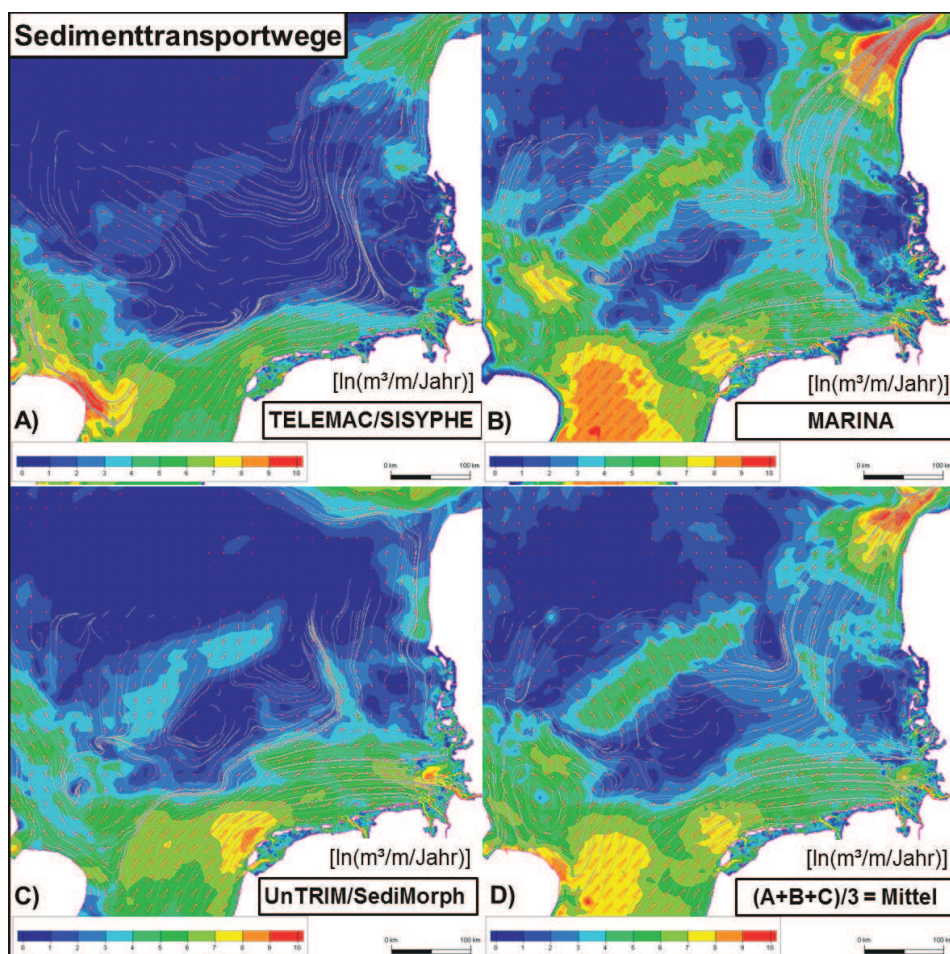 Sedimenttransportwege
[ln(m³/m/Jahr)]
A)
TELEMAC/SISYPHE
0 1 2 3 4 5 6 7 8 9 10
0 km 100 km
[ln(m³/m/Jahr)]
B)
MARINA
0 1 2 3 4 5 6 7 8 9 10
0 km 100 km
[ln(m³/m/Jahr)]
C)
UnTRIM/SediMorph
0 1 2 3 4 5 6 7 8 9 10
0 km 100 km
[ln(m³/m/Jahr)]
D)
(A+B+C)/3 = Mittel
0 1 2 3 4 5 6 7 8 9 10
0 km 100 km